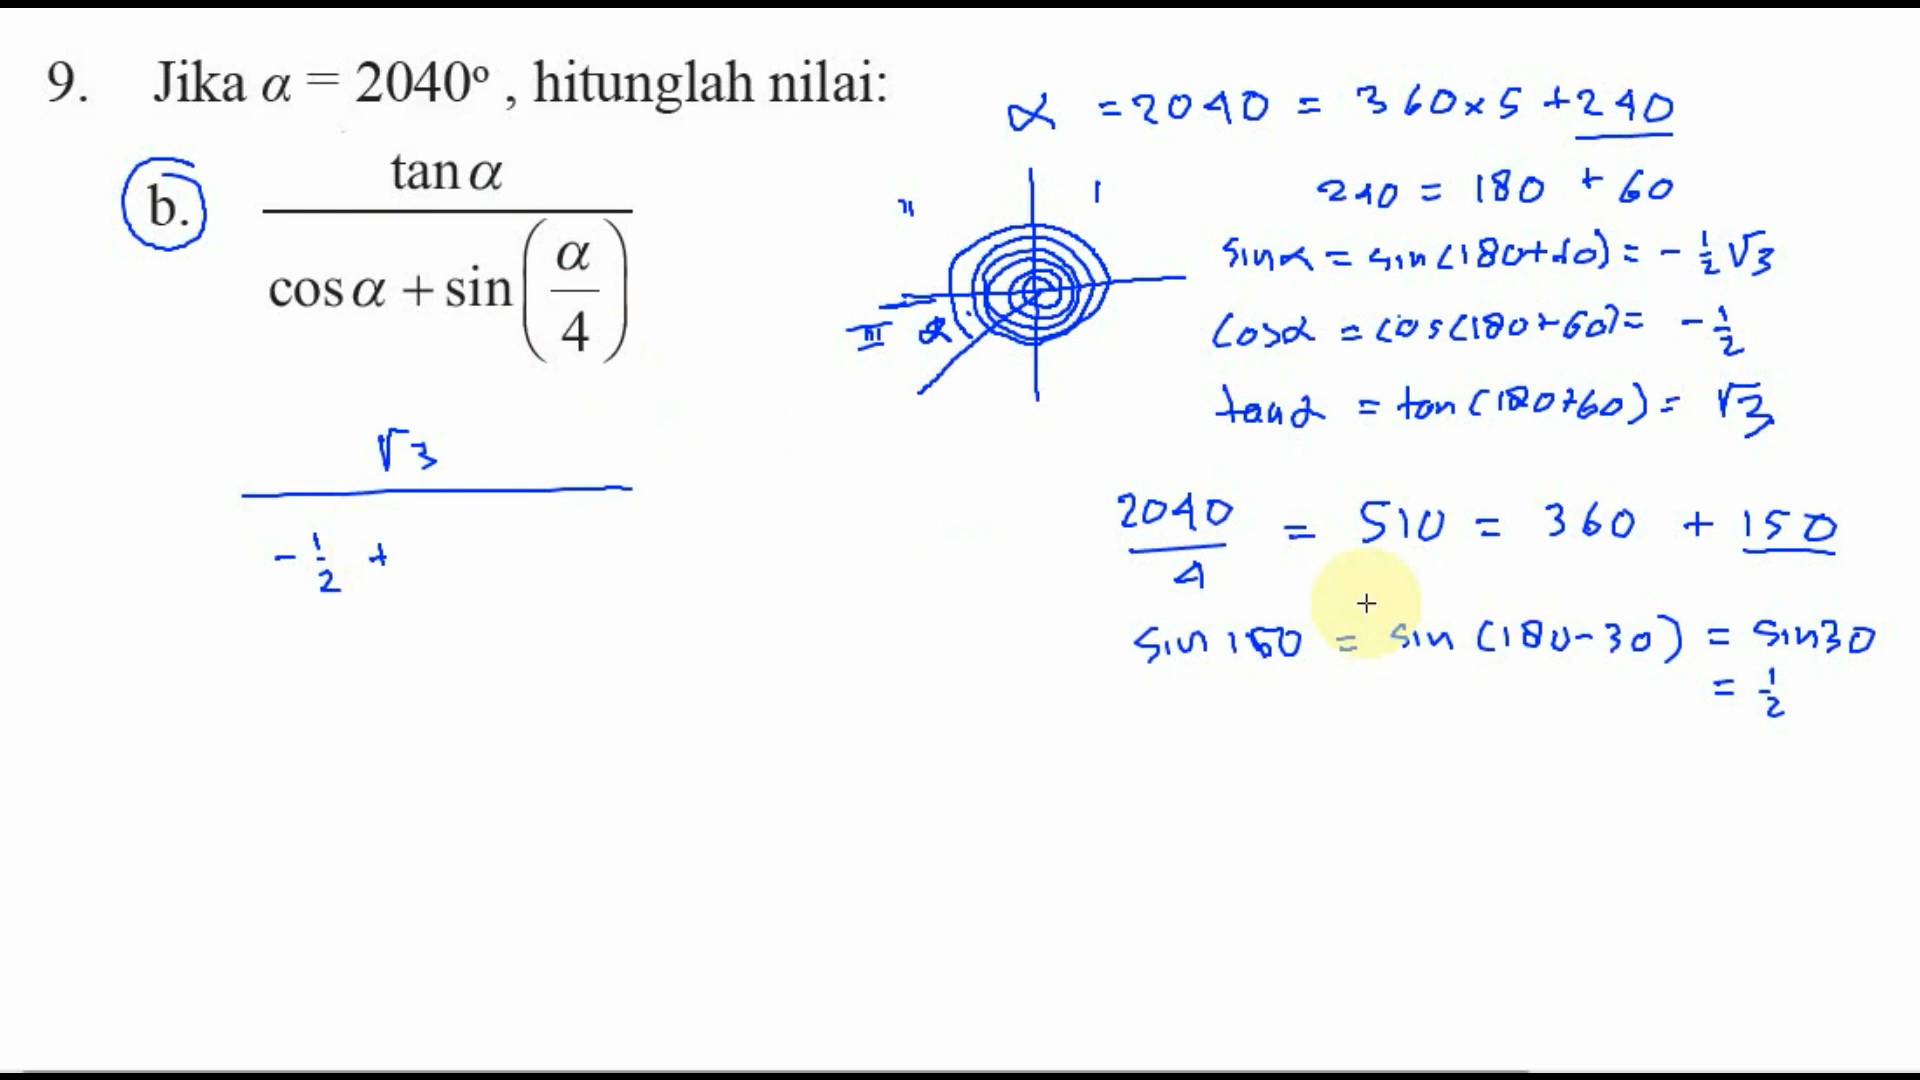 9. Jika α = 2040° , hitunglah nilai:
b. tan α
cos α + sin(α/4)
√3
-1/2 +
α = 2040 = 360 × 5 + 240
240 = 180 + 60
II I
III α
sin α = sin (180+60) = -1/2 √3
cos α = cos (180+60) = -1/2
tan α = tan (180+60) = √3
2040/4 = 510 = 360 + 150
sin 150 = sin (180-30) = sin 30
= 1/2